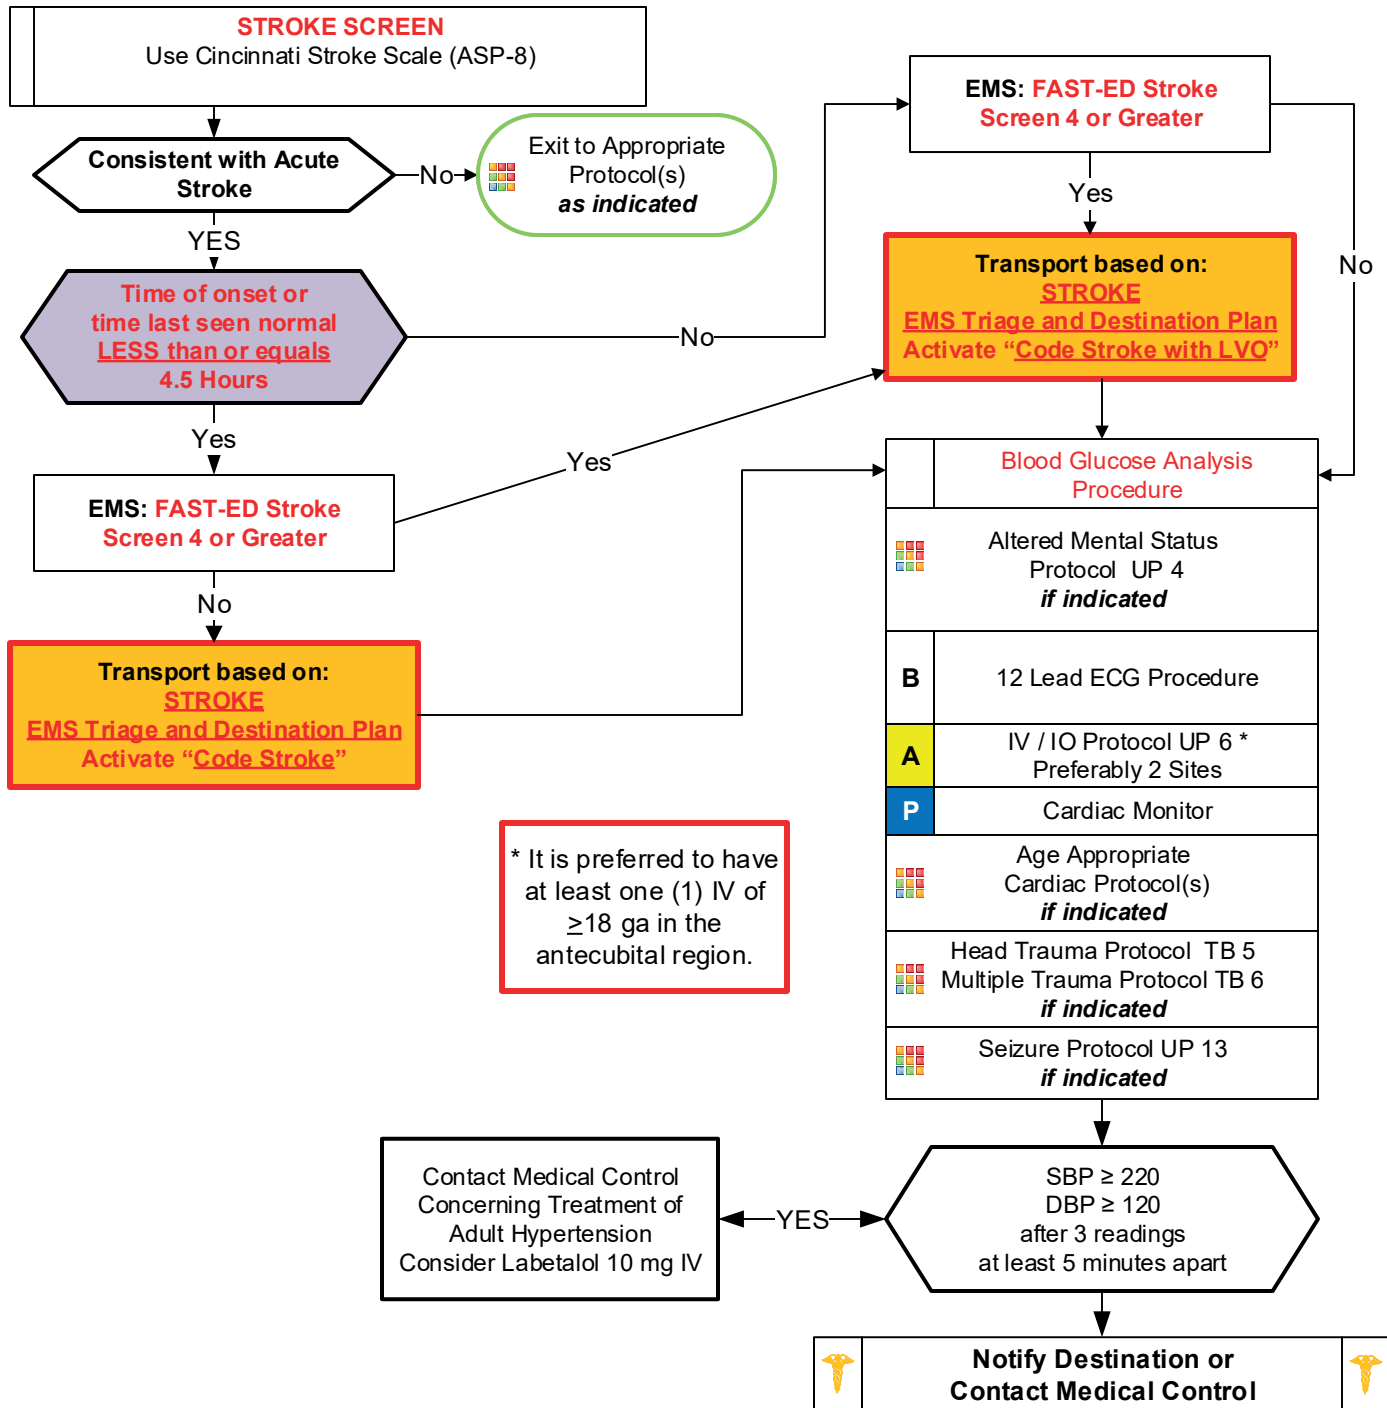 STROKE SCREEN
Use Cincinnati Stroke Scale (ASP-8)
Consistent with Acute
Stroke
No
Exit to Appropriate
Protocol(s)
as indicated
YES
Time of onset or
time last seen normal
LESS than or equals
4.5 Hours
No
Yes
EMS: FAST-ED Stroke
Screen 4 or Greater
Yes
No
Transport based on:
STROKE
EMS Triage and Destination Plan
Activate “Code Stroke”
EMS: FAST-ED Stroke
Screen 4 or Greater
Yes
No
Transport based on:
STROKE
EMS Triage and Destination Plan
Activate “Code Stroke with LVO”
Blood Glucose Analysis
Procedure
Altered Mental Status
Protocol UP 4
if indicated
B
12 Lead ECG Procedure
A
IV / IO Protocol UP 6 *
Preferably 2 Sites
P
Cardiac Monitor
Age Appropriate
Cardiac Protocol(s)
if indicated
Head Trauma Protocol TB 5
Multiple Trauma Protocol TB 6
if indicated
Seizure Protocol UP 13
if indicated
* It is preferred to have
at least one (1) IV of
≥18 ga in the
antecubital region.
SBP ≥ 220
DBP ≥ 120
after 3 readings
at least 5 minutes apart
YES
Contact Medical Control
Concerning Treatment of
Adult Hypertension
Consider Labetalol 10 mg IV
Notify Destination or
Contact Medical Control